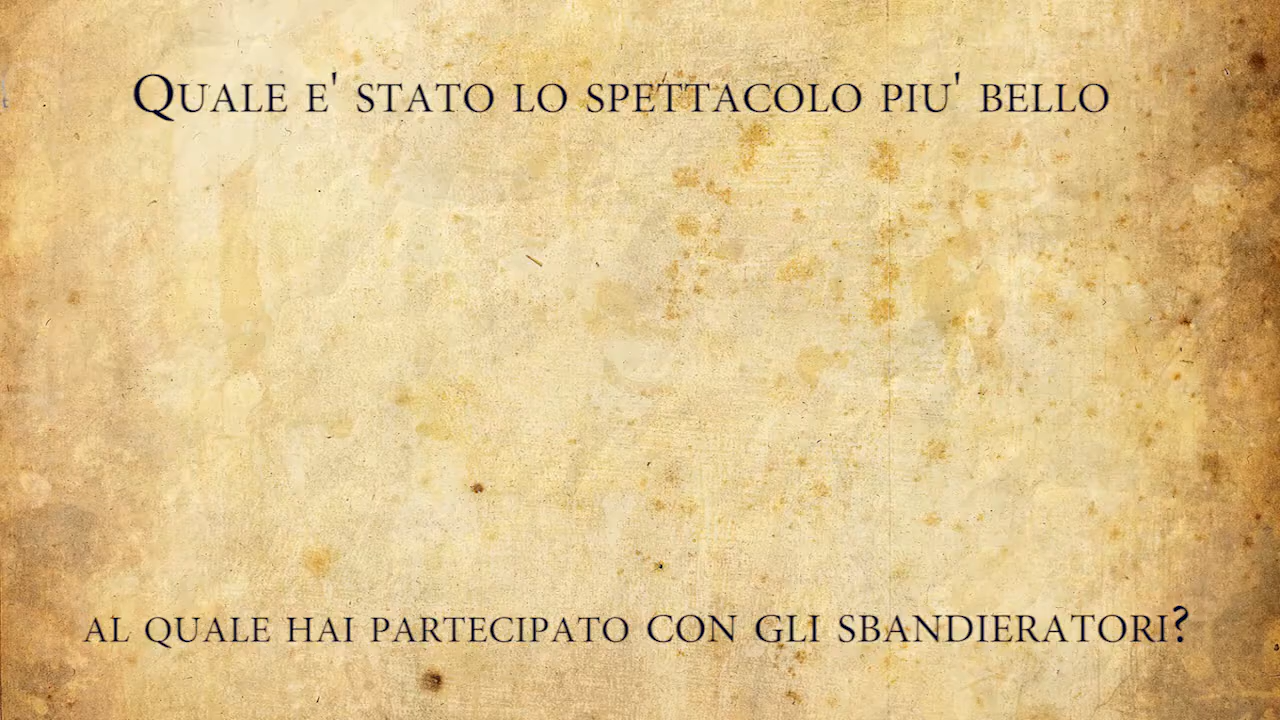 Quale e' stato lo spettacolo piu' bello
al quale hai partecipato con gli sbandieratori?